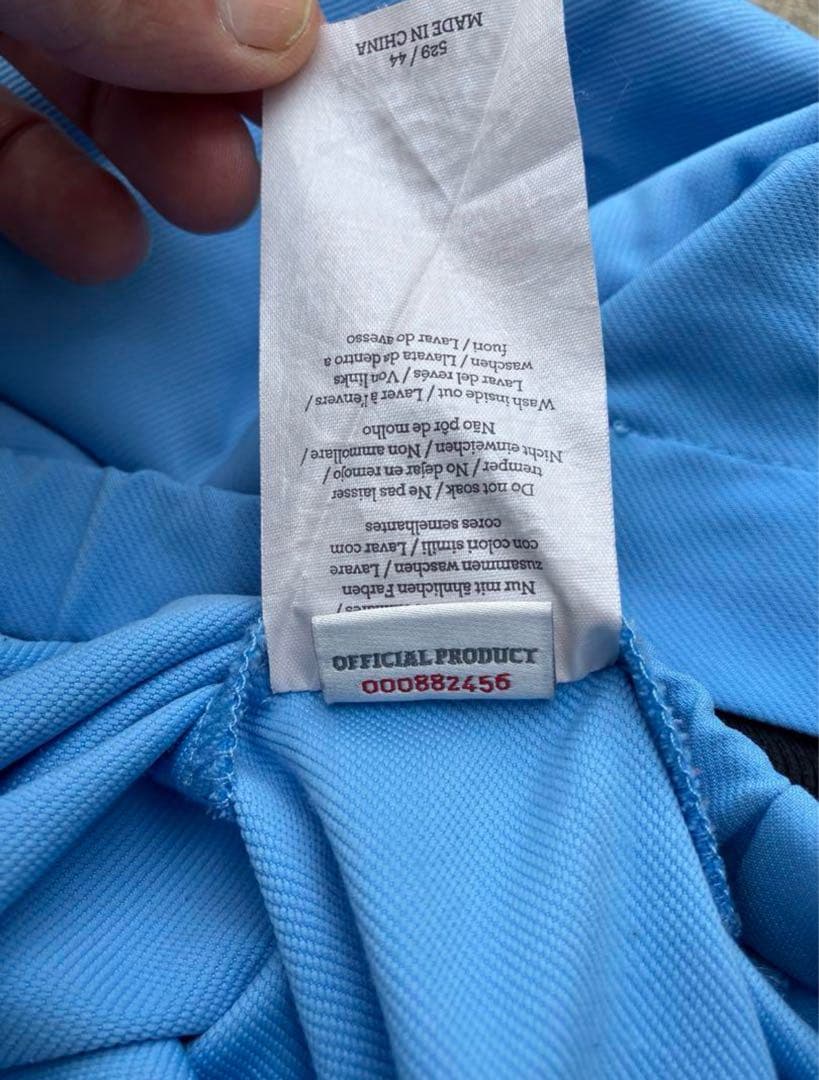 OFFICIAL PRODUCT
000882456
Nur mit ähnlichen Farben
zusammen waschen / Lavare
con colori simili / Lavar com
cores semelhantes
Do not soak / Ne pas laisser
tremper / No dejar en remojo /
Nicht einweichen / Non ammollare /
Não pôr de molho
Wash inside out / Laver à l'envers /
Lavar del revés / Von links
waschen / Llavata da dentro a
fuori / Lavar do avesso
529 / 44
MADE IN CHINA